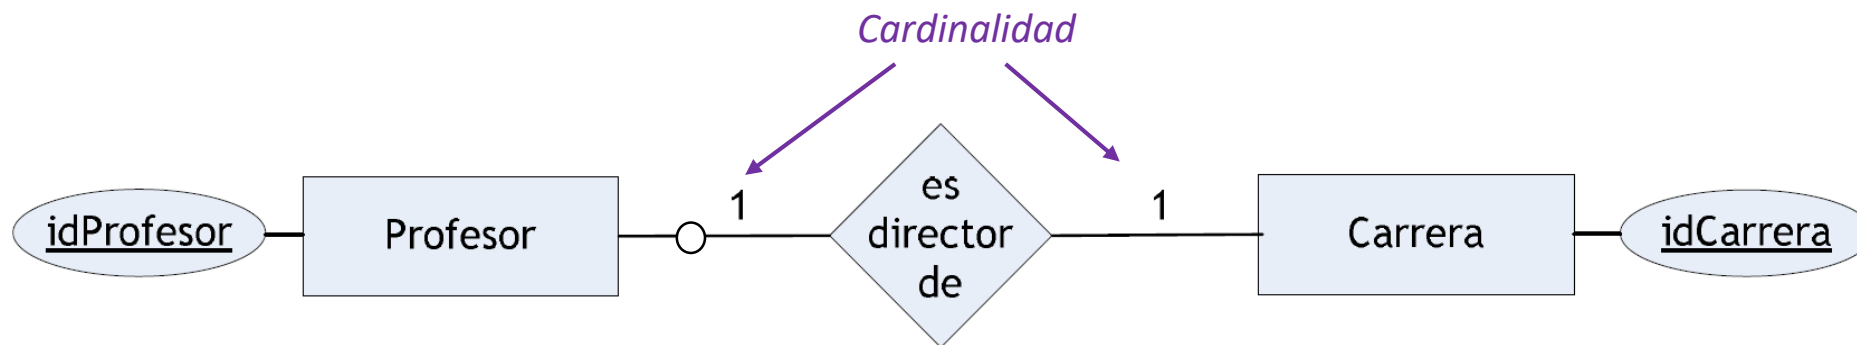 Cardinalidad
idProfesor
Profesor
1
es
director
de
1
Carrera
idCarrera